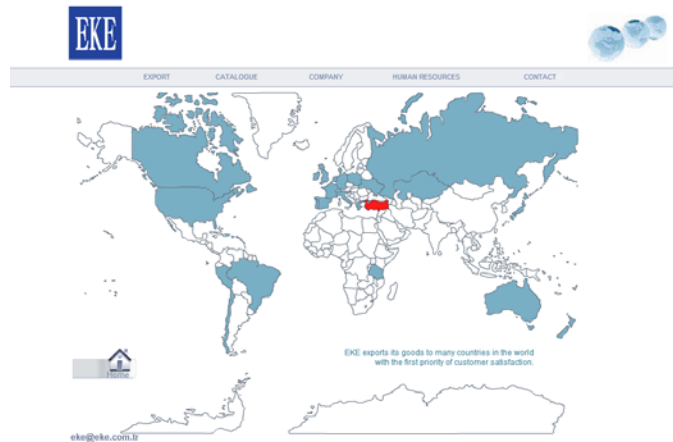 EKE
EXPORT CATALOGUE COMPANY HUMAN RESOURCES CONTACT
EKE exports its goods to many countries in the world
with the first priority of customer satisfaction.
Home
eke@eke.com.tr